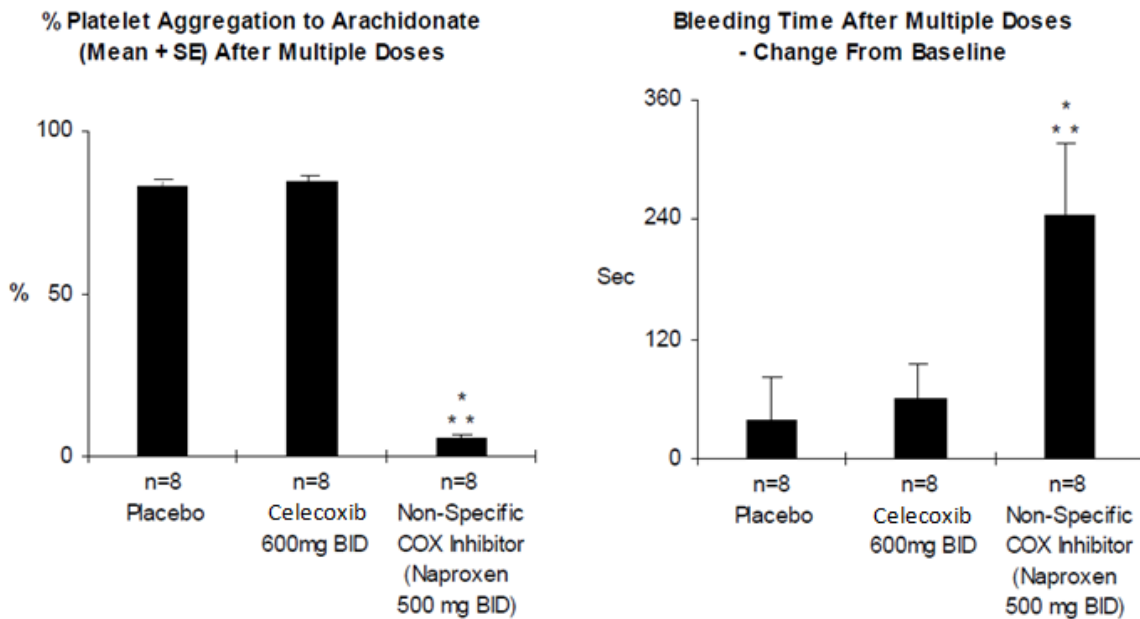 % Platelet Aggregation to Arachidonate
(Mean + SE) After Multiple Doses
100
% 50
0
*
* *
n=8
Placebo
n=8
Celecoxib
600mg BID
n=8
Non-Specific
COX Inhibitor
(Naproxen
500 mg BID)
Bleeding Time After Multiple Doses
- Change From Baseline
360
240
Sec
120
0
*
* *
n=8
Placebo
n=8
Celecoxib
600mg BID
n=8
Non-Specific
COX Inhibitor
(Naproxen
500 mg BID)